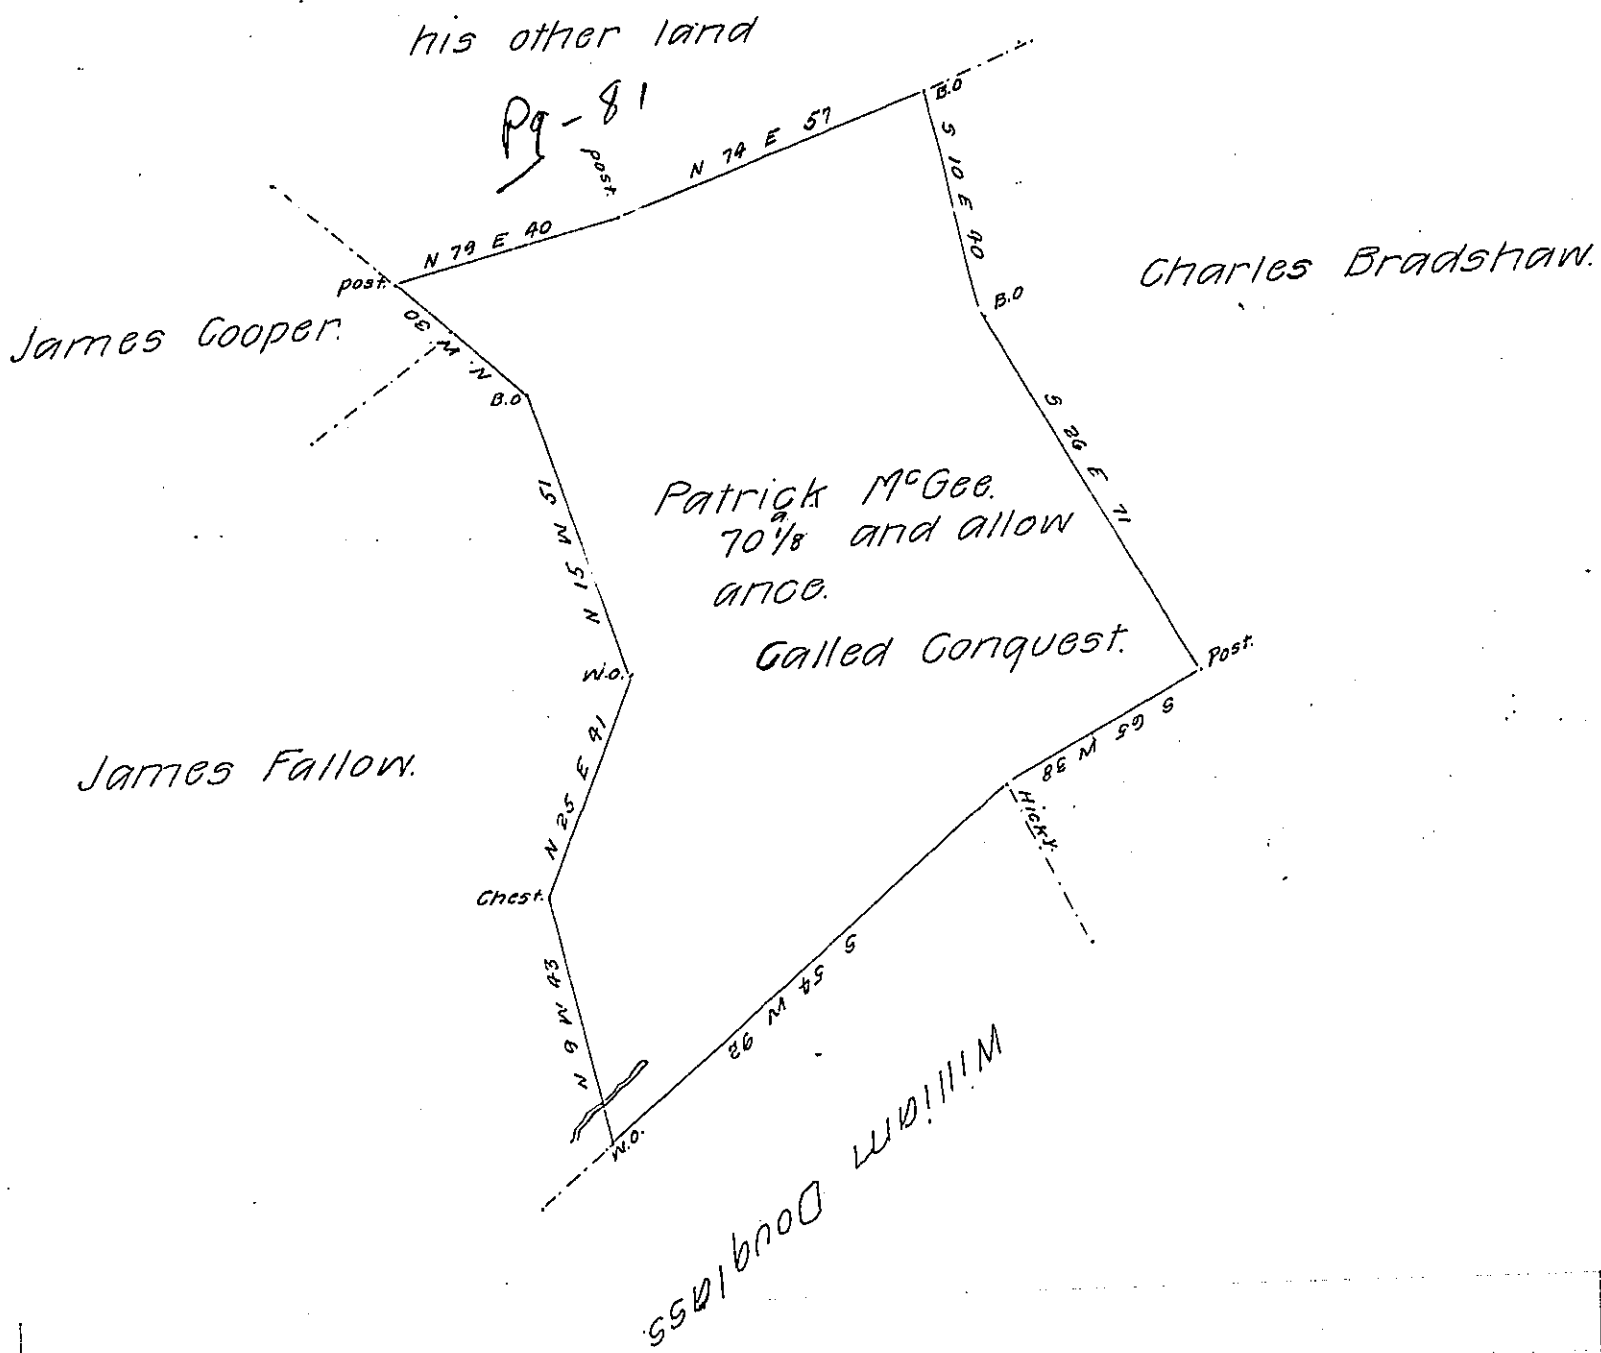 his other land
Pg-81
post.
N 74 E 57
B.O
S 10 E 40
B.O
Charles Bradshaw.
N 79 E 40
post.
James Cooper.
N. W. 30
B.O
N 15 W 51
Patrick McGee.
70 a. 1/8 and allow
ance.
Called Conquest.
S 26 E 71
Post.
S 65 W 38
Hicky.
W.O.
N 25 E 41
James Fallow.
Chest.
N 9 W 43
S 54 W 92
W.O.
William Douglass.